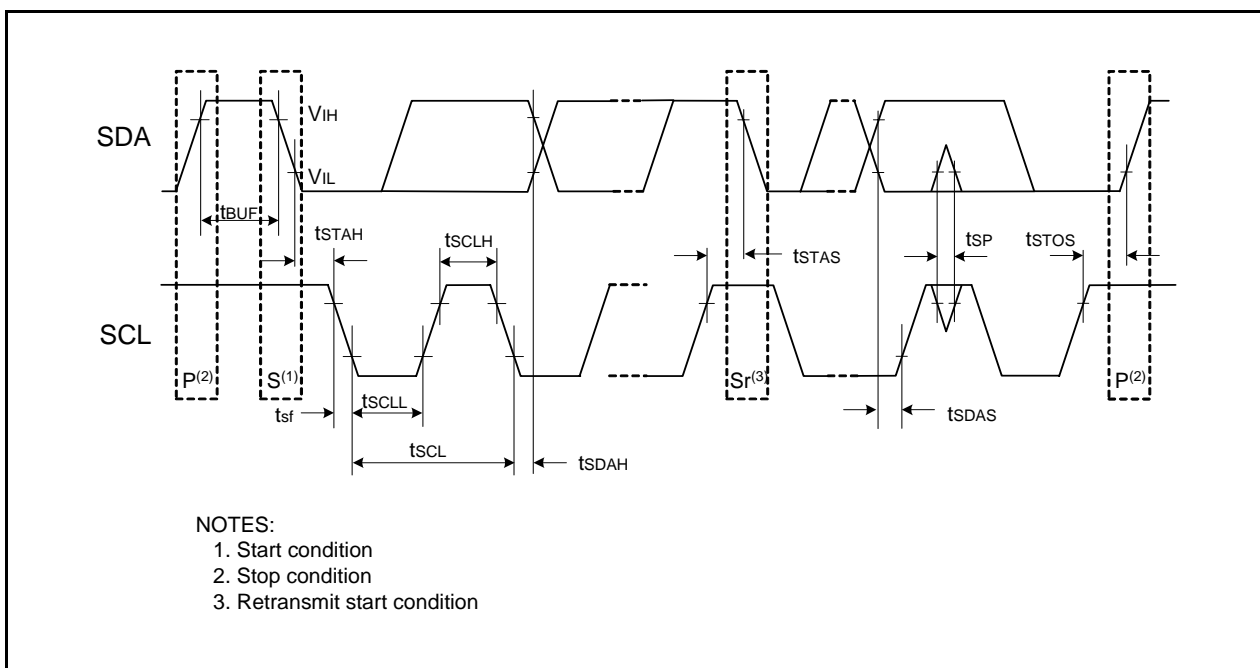 SDA
VIH
VIL
tBUF
tSTAH
tSCLH
tSTAS
tSP
tSTOS
SCL
P(2)
S(1)
Sr(3)
P(2)
tsf
tSCLL
tSDAS
tSCL
tSDAH
NOTES:
1. Start condition
2. Stop condition
3. Retransmit start condition